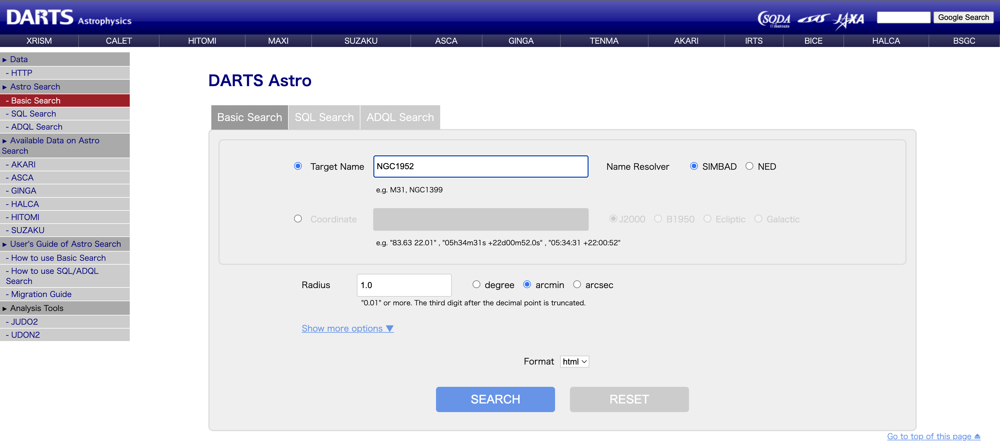 DARTS Astrophysics
SODA ISAS/JAXA ISAS JAXA Google Search
XRISM CALET HITOMI MAXI SUZAKU ASCA GINGA TENMA AKARI IRTS BICE HALCA BSGC
► Data
- HTTP
► Astro Search
- Basic Search
- SQL Search
- ADQL Search
► Available Data on Astro
Search
- AKARI
- ASCA
- GINGA
- HALCA
- HITOMI
- SUZAKU
► User's Guide of Astro Search
- How to use Basic Search
- How to use SQL/ADQL
Search
- Migration Guide
► Analysis Tools
- JUDO2
- UDON2
DARTS Astro
Basic Search SQL Search ADQL Search
Target Name NGC1952 Name Resolver SIMBAD NED
e.g. M31, NGC1399
Coordinate J2000 B1950 Ecliptic Galactic
e.g. "83.63 22.01" , "05h34m31s +22d00m52.0s" , "05:34:31 +22:00:52"
Radius 1.0 degree arcmin arcsec
"0.01" or more. The third digit after the decimal point is truncated.
Show more options ▼
Format html
SEARCH RESET
Go to top of this page ⏏